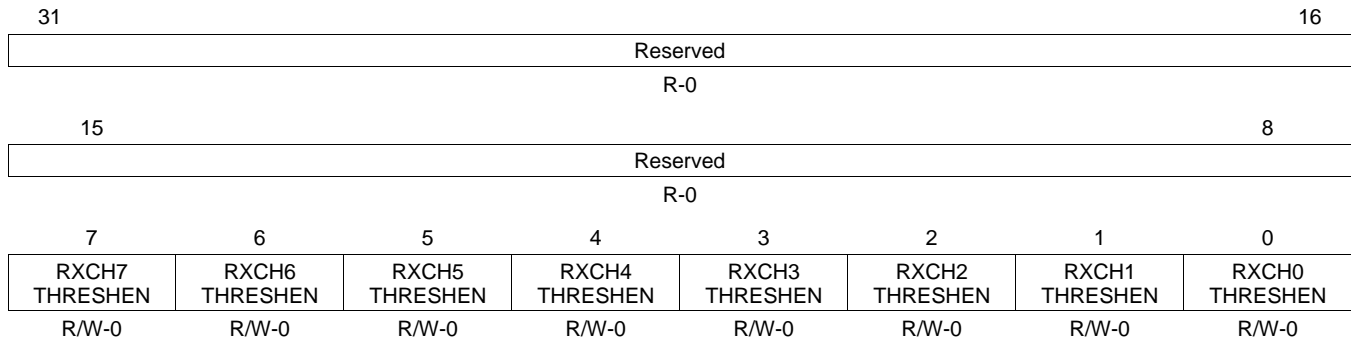 31 16
Reserved
R-0
15 8
Reserved
R-0
7 6 5 4 3 2 1 0
RXCH7 RXCH6 RXCH5 RXCH4 RXCH3 RXCH2 RXCH1 RXCH0
THRESHEN THRESHEN THRESHEN THRESHEN THRESHEN THRESHEN THRESHEN THRESHEN
R/W-0 R/W-0 R/W-0 R/W-0 R/W-0 R/W-0 R/W-0 R/W-0